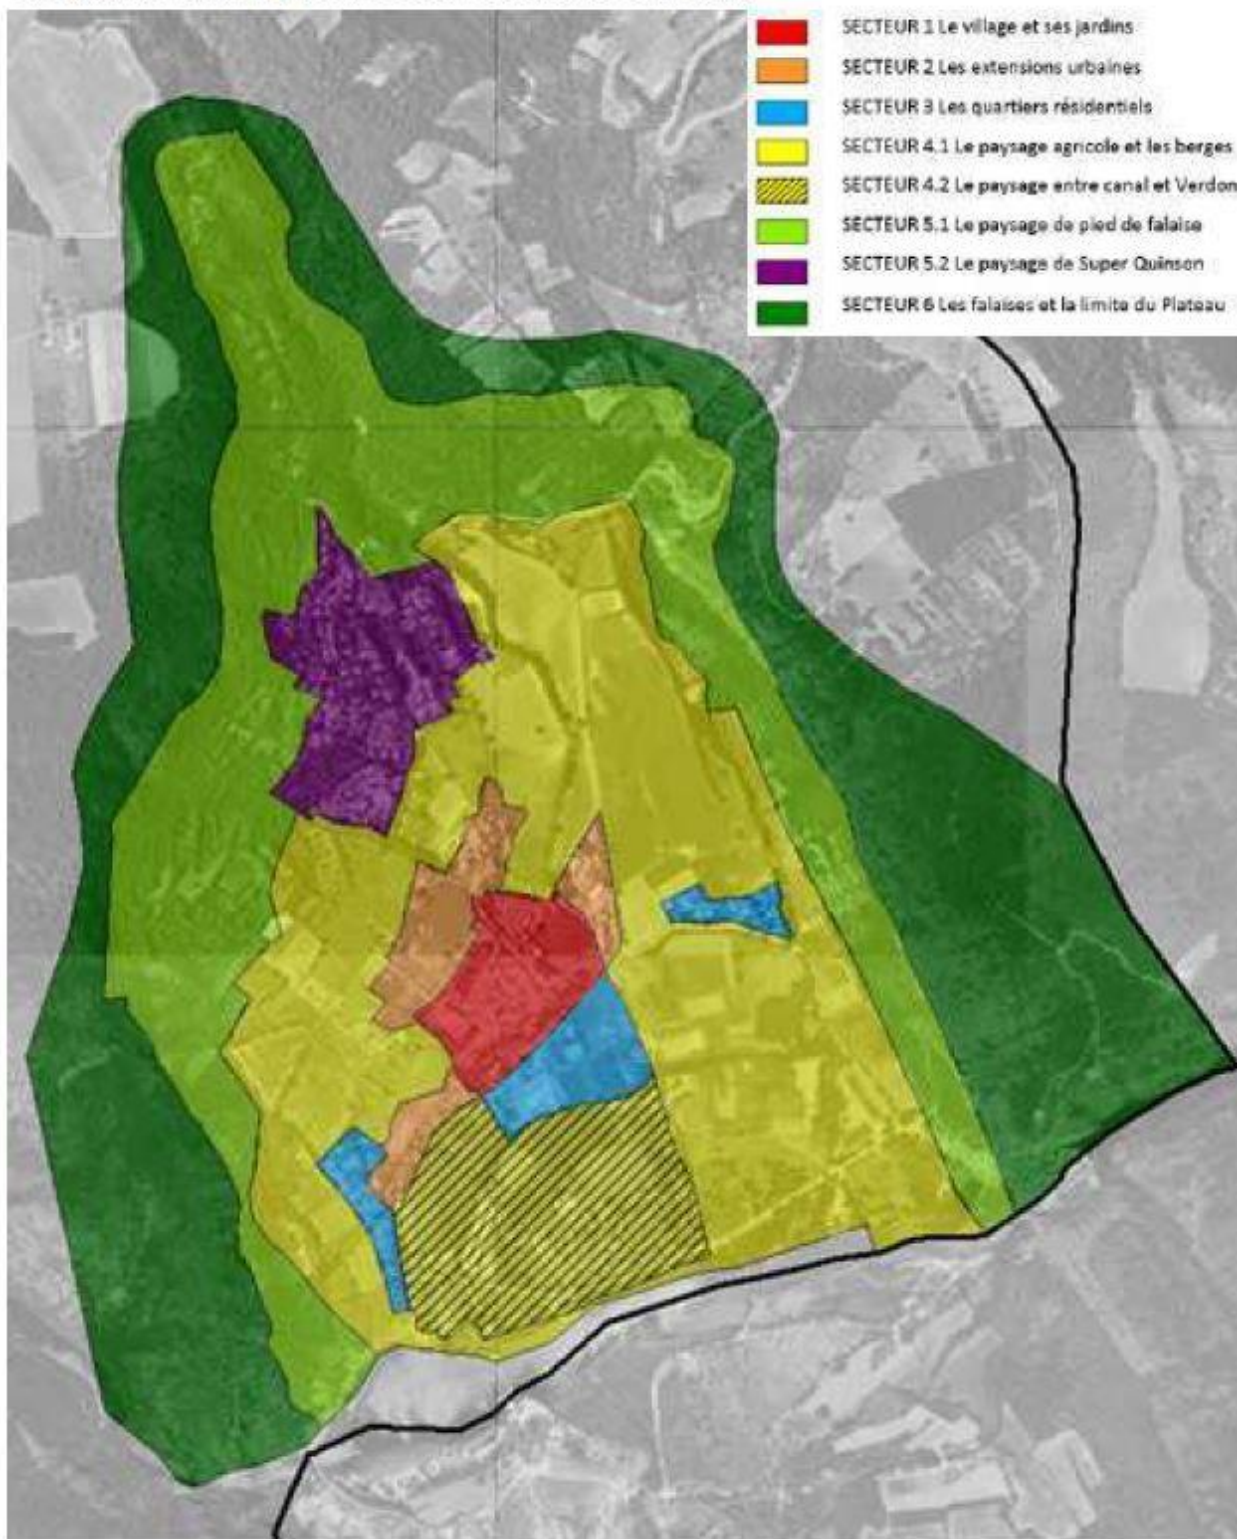 SECTEUR 1 Le village et ses jardins
SECTEUR 2 Les extensions urbaines
SECTEUR 3 Les quartiers résidentiels
SECTEUR 4.1 Le paysage agricole et les berges
SECTEUR 4.2 Le paysage entre canal et Verdon
SECTEUR 5.1 Le paysage de pied de falaise
SECTEUR 5.2 Le paysage de Super Quinson
SECTEUR 6 Les falaises et la limite du Plateau